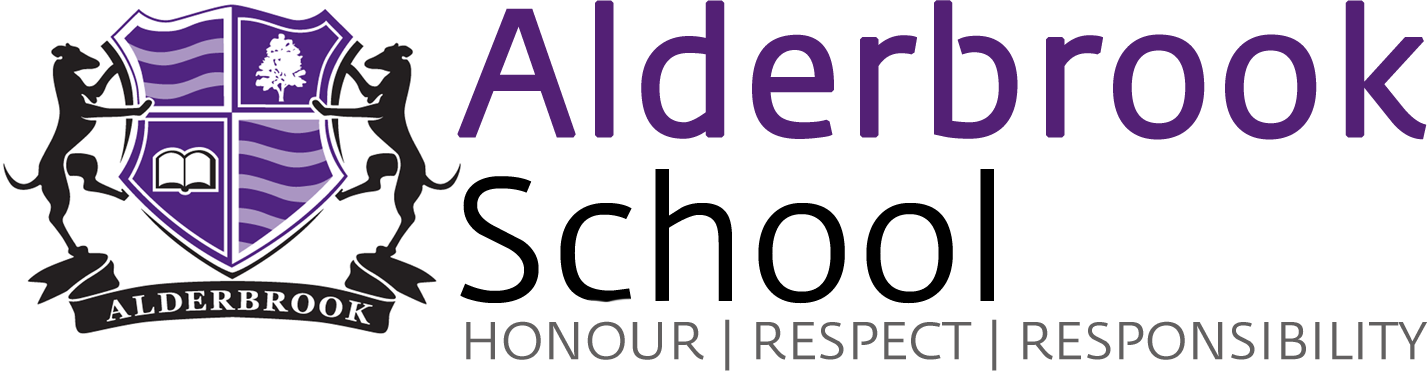 ALDERBROOK
Alderbrook
School
HONOUR | RESPECT | RESPONSIBILITY